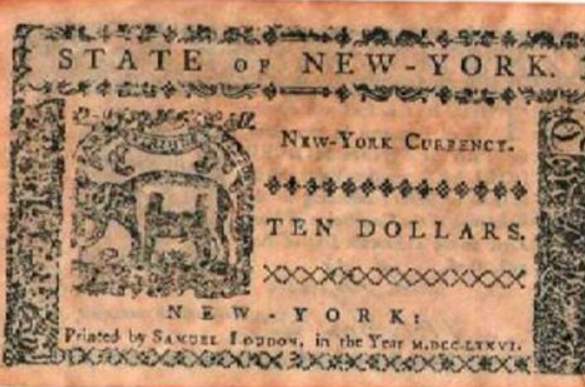 STATE OF NEW-YORK.
NEW-YORK CURRENCY.
TEN DOLLARS.
NEW-YORK:
Printed by SAMUEL LOUDON, in the Year M.DCC.LXXVI.